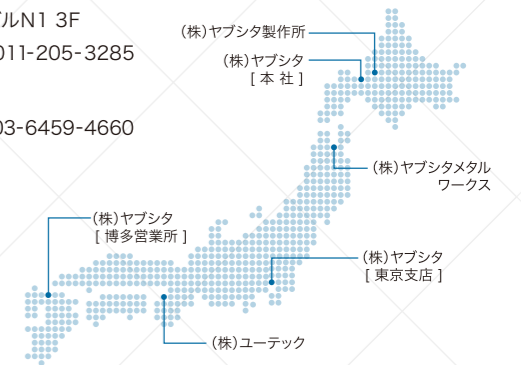 ビルN1 3F
011-205-3285
03-6459-4660
(株)ヤブシタ製作所
(株)ヤブシタ
[ 本 社 ]
(株)ヤブシタメタル
ワークス
(株)ヤブシタ
[ 博多営業所 ]
(株)ヤブシタ
[ 東京支店 ]
(株)ユーテック